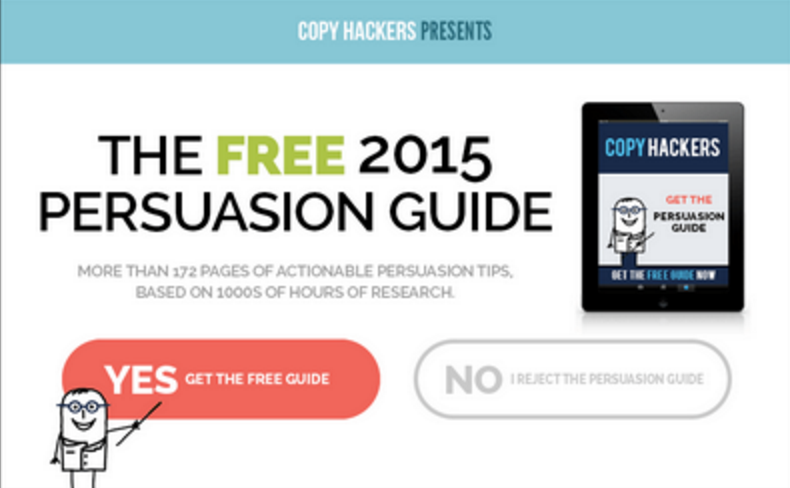 COPY HACKERS PRESENTS
THE FREE 2015
PERSUASION GUIDE
MORE THAN 172 PAGES OF ACTIONABLE PERSUASION TIPS,
BASED ON 1000S OF HOURS OF RESEARCH.
COPY HACKERS
GET THE
PERSUASION
GUIDE
GET THE FREE GUIDE NOW
YES GET THE FREE GUIDE
NO I REJECT THE PERSUASION GUIDE